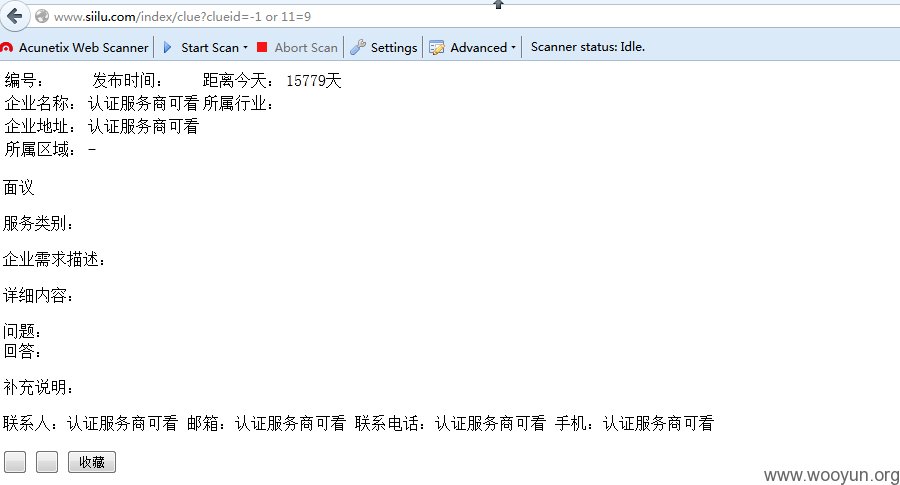 www.siilu.com/index/clue?clueid=-1 or 11=9
Acunetix Web Scanner Start Scan Abort Scan Settings Advanced Scanner status: Idle.
编号： 发布时间： 距离今天：15779天
企业名称：认证服务商可看 所属行业：
企业地址：认证服务商可看
所属区域：-
面议
服务类别：
企业需求描述：
详细内容：
问题：
回答：
补充说明：
联系人：认证服务商可看 邮箱：认证服务商可看 联系电话：认证服务商可看 手机：认证服务商可看
收藏
www.wooyun.org